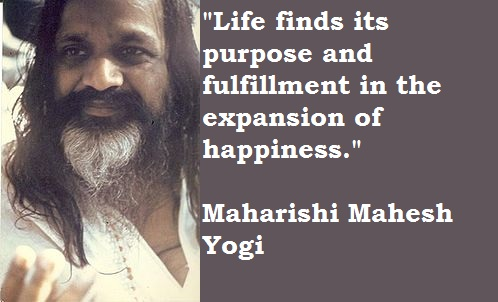 "Life finds its
purpose and
fulfillment in the
expansion of
happiness."
Maharishi Mahesh
Yogi